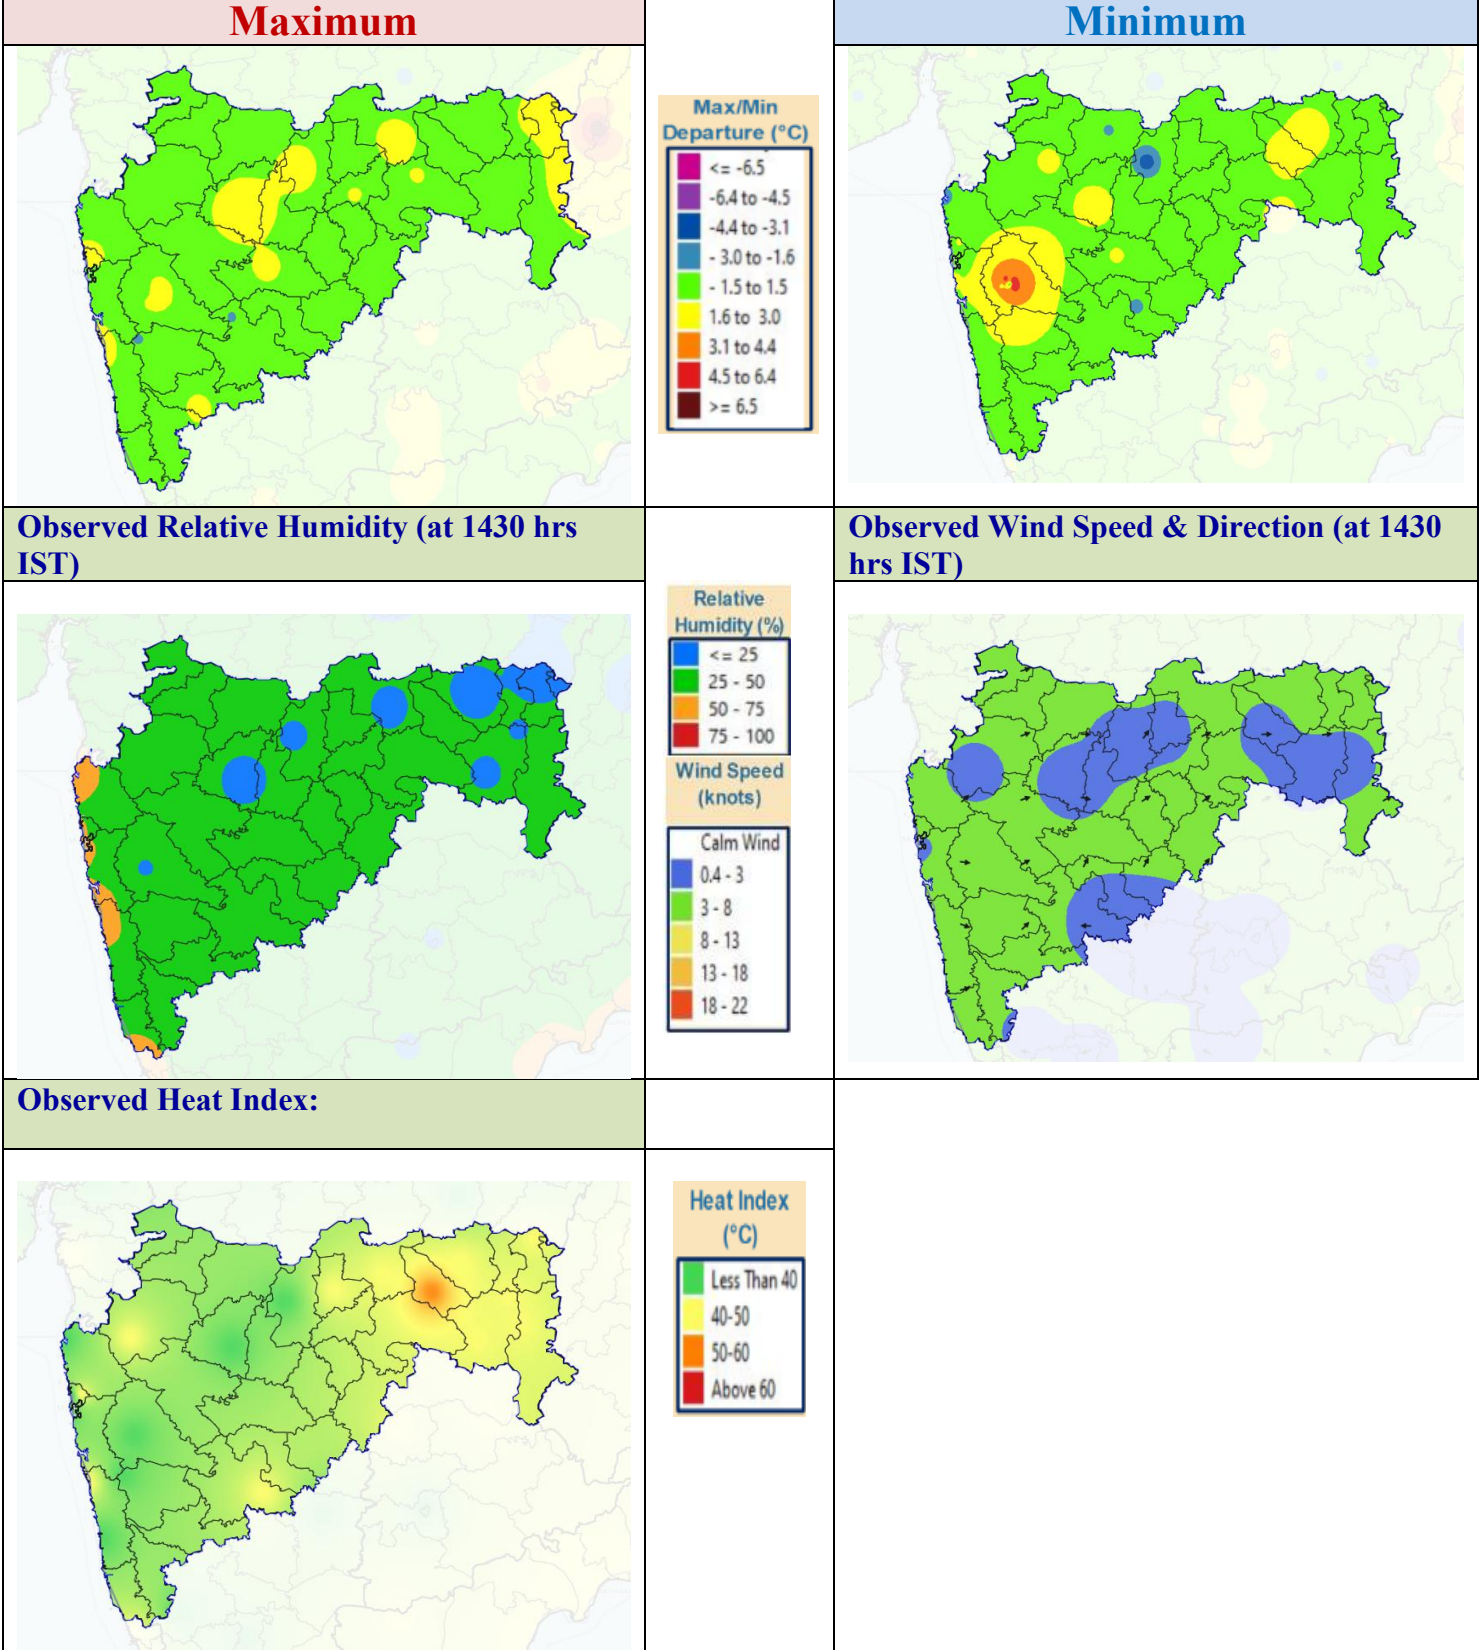 Maximum
Minimum
Max/Min
Departure (°C)
<= -6.5
-6.4 to -4.5
-4.4 to -3.1
- 3.0 to -1.6
- 1.5 to 1.5
1.6 to 3.0
3.1 to 4.4
4.5 to 6.4
>= 6.5
Observed Relative Humidity (at 1430 hrs
IST)
Observed Wind Speed & Direction (at 1430
hrs IST)
Relative
Humidity (%)
<= 25
25 - 50
50 - 75
75 - 100
Wind Speed
(knots)
Calm Wind
0.4 - 3
3 - 8
8 - 13
13 - 18
18 - 22
Observed Heat Index:
Heat Index
(°C)
Less Than 40
40-50
50-60
Above 60